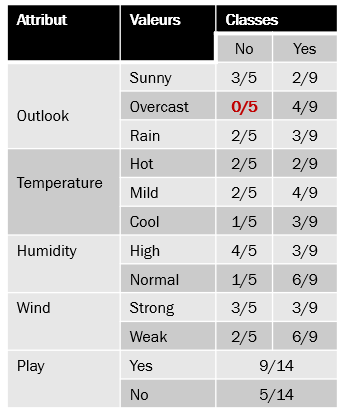 Attribut Valeurs Classes
No Yes
Outlook Sunny 3/5 2/9
Overcast 0/5 4/9
Rain 2/5 3/9
Temperature Hot 2/5 2/9
Mild 2/5 4/9
Cool 1/5 3/9
Humidity High 4/5 3/9
Normal 1/5 6/9
Wind Strong 3/5 3/9
Weak 2/5 6/9
Play Yes 9/14
No 5/14